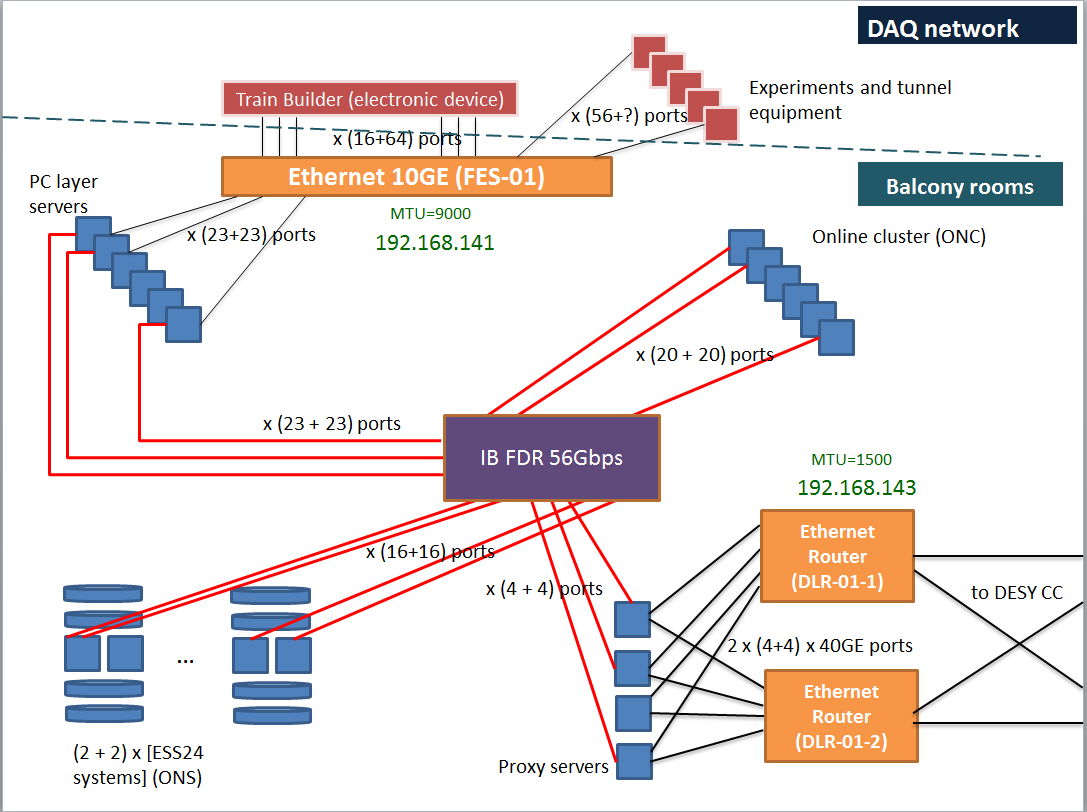 DAQ network
Train Builder (electronic device)
Experiments and tunnel
equipment
x (56+?) ports
x (16+64) ports
Ethernet 10GE (FES-01)
Balcony rooms
PC layer
servers
MTU=9000
192.168.141
x (23+23) ports
Online cluster (ONC)
x (20 + 20) ports
x (23 + 23) ports
IB FDR 56Gbps
MTU=1500
192.168.143
Ethernet
Router
(DLR-01-1)
x (16+16) ports
x (4 + 4) ports
to DESY CC
2 x (4+4) x 40GE ports
...
Ethernet
Router
(DLR-01-2)
(2 + 2) x [ESS24
systems] (ONS)
Proxy servers